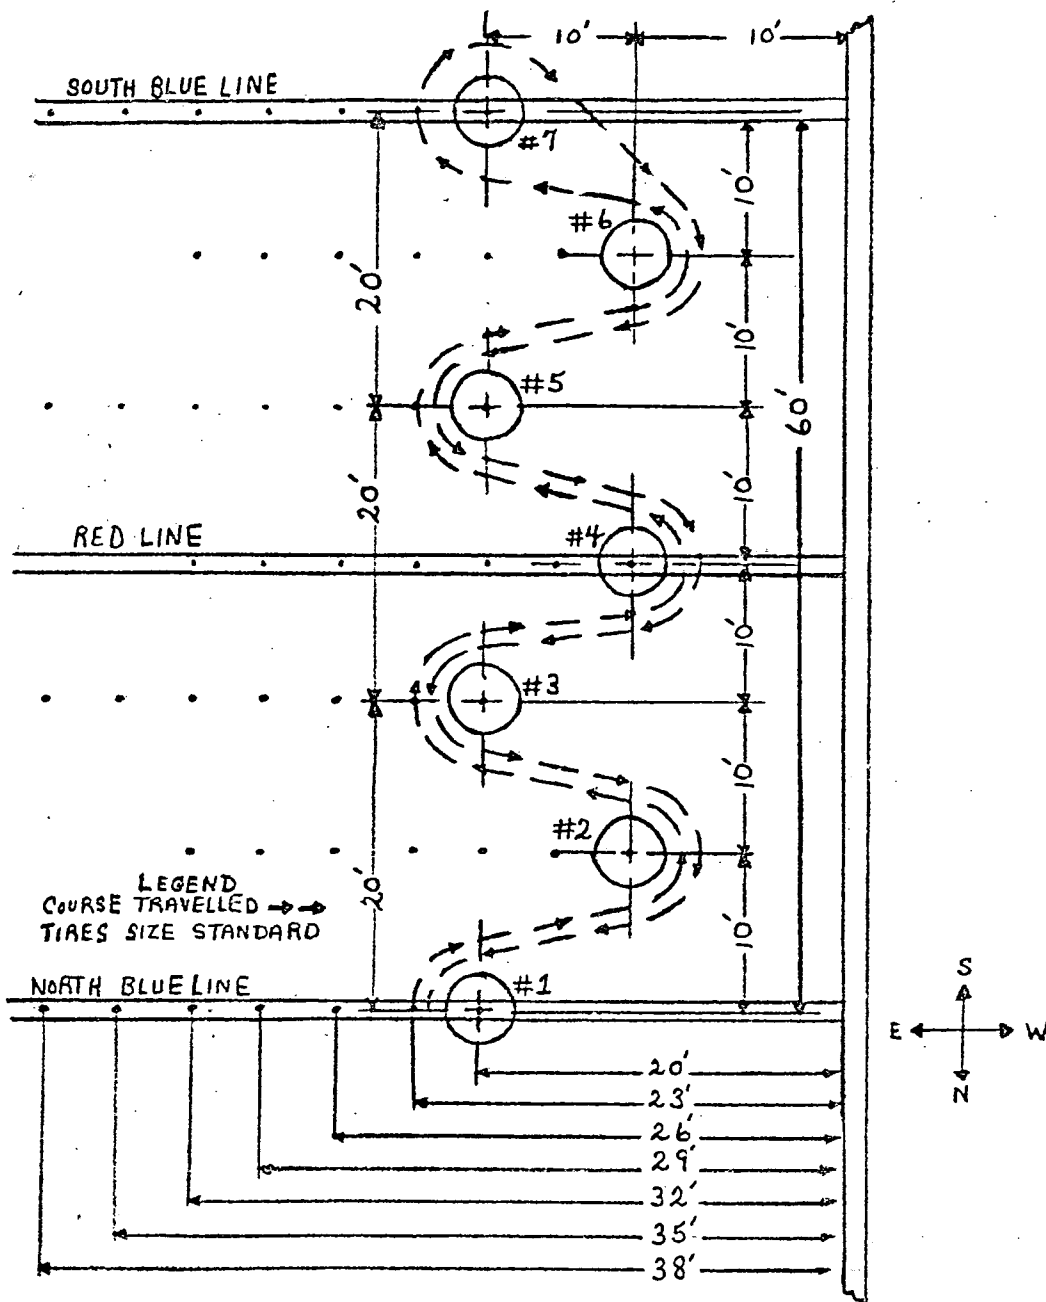 10' 10'
SOUTH BLUE LINE
#7
10'
#6
20'
10'
#5
60'
20'
10'
RED LINE
#4
10'
#3
10'
#2
LEGEND
COURSE TRAVELLED
TIRES SIZE STANDARD
20'
10'
NORTH BLUE LINE
#1
S
E W
N
20'
23'
26'
29'
32'
35'
38'